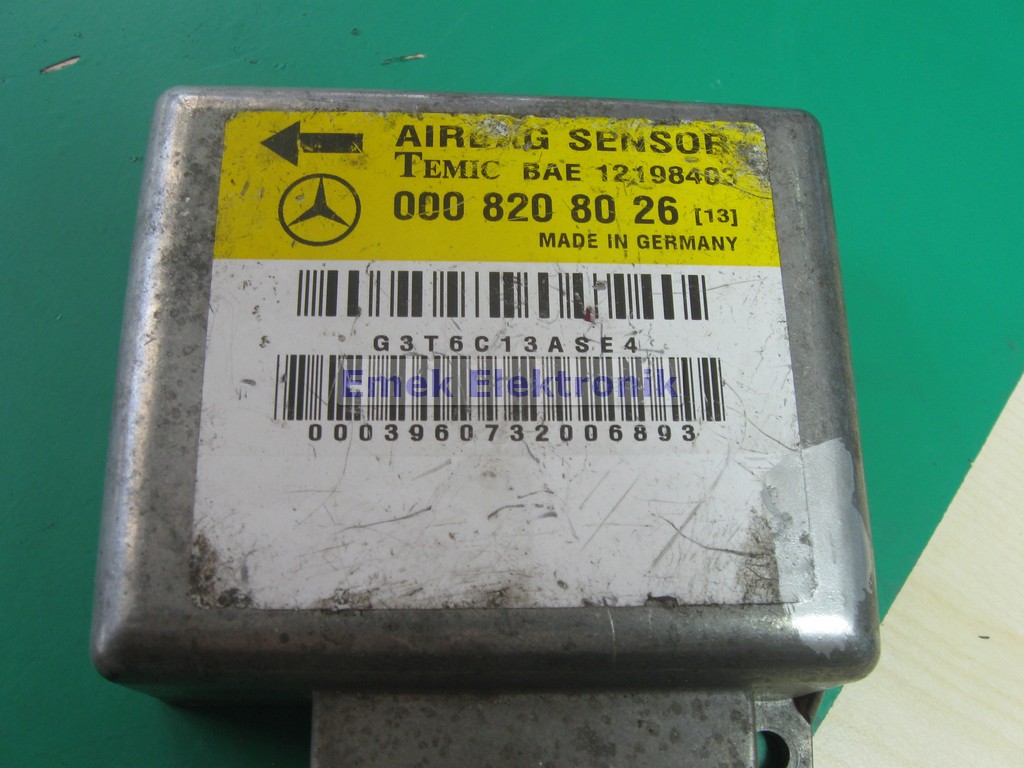 AIRBAG SENSOR
TEMIC BAE 12198403
000 820 80 26 [13]
MADE IN GERMANY
G3T6C13ASE4
Emek Elektronik
0003960732006893